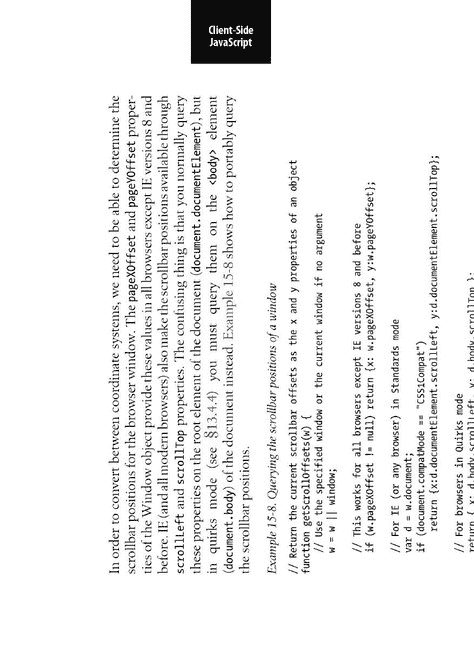 Client-Side
JavaScript
In order to convert between coordinate systems, we need to be able to determine the
scrollbar positions for the browser window. The pageXOffset and pageYOffset proper-
ties of the Window object provide these values in all browsers except IE versions 8 and
before. IE (and all modern browsers) also make the scrollbar positions available through
scrollLeft and scrollTop properties. The confusing thing is that you normally query
these properties on the root element of the document (document.documentElement), but
in quirks mode (see §13.4.4) you must query them on the <body> element
(document.body) of the document instead. Example 15-8 shows how to portably query
the scrollbar positions.
Example 15-8. Querying the scrollbar positions of a window
// Return the current scrollbar offsets as the x and y properties of an object
function getScrollOffsets(w) {
// Use the specified window or the current window if no argument
w = w || window;
// This works for all browsers except IE versions 8 and before
if (w.pageXOffset != null) return {x: w.pageXOffset, y:w.pageYOffset};
// For IE (or any browser) in Standards mode
var d = w.document;
if (document.compatMode == "CSS1Compat")
return {x:d.documentElement.scrollLeft, y:d.documentElement.scrollTop};
// For browsers in Quirks mode
return { x: d.body.scrollLeft, y: d.body.scrollTop };